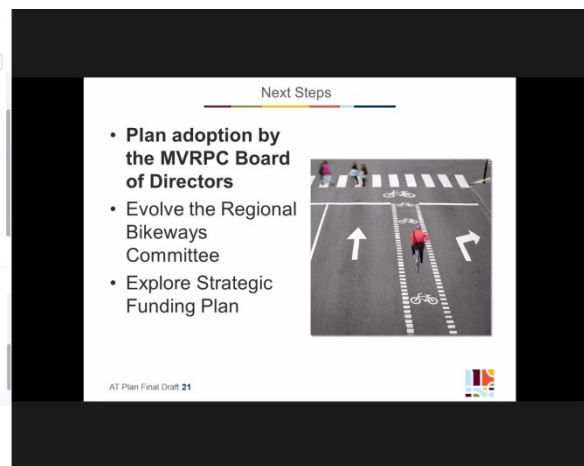 Next Steps
• Plan adoption by
the MVRPC Board
of Directors
• Evolve the Regional
Bikeways
Committee
• Explore Strategic
Funding Plan
AT Plan Final Draft 21